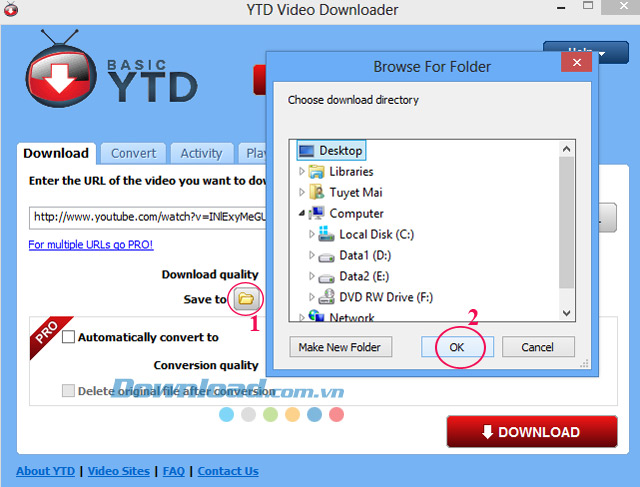 YTD Video Downloader
BASIC
YTD
Help
Download
Convert
Activity
Play
Enter the URL of the video you want to dow
http://www.youtube.com/watch?v=INlExyMeGU
For multiple URLs go PRO!
Download quality
Save to
1
PRO
Automatically convert to
Conversion quality
Delete original file after conversion
Download.com.vn
DOWNLOAD
About YTD | Video Sites | FAQ | Contact Us
Browse For Folder
Choose download directory
Desktop
Libraries
Tuyet Mai
Computer
Local Disk (C:)
Data1 (D:)
Data2 (E:)
DVD RW Drive (F:)
Network
2
Make New Folder
OK
Cancel